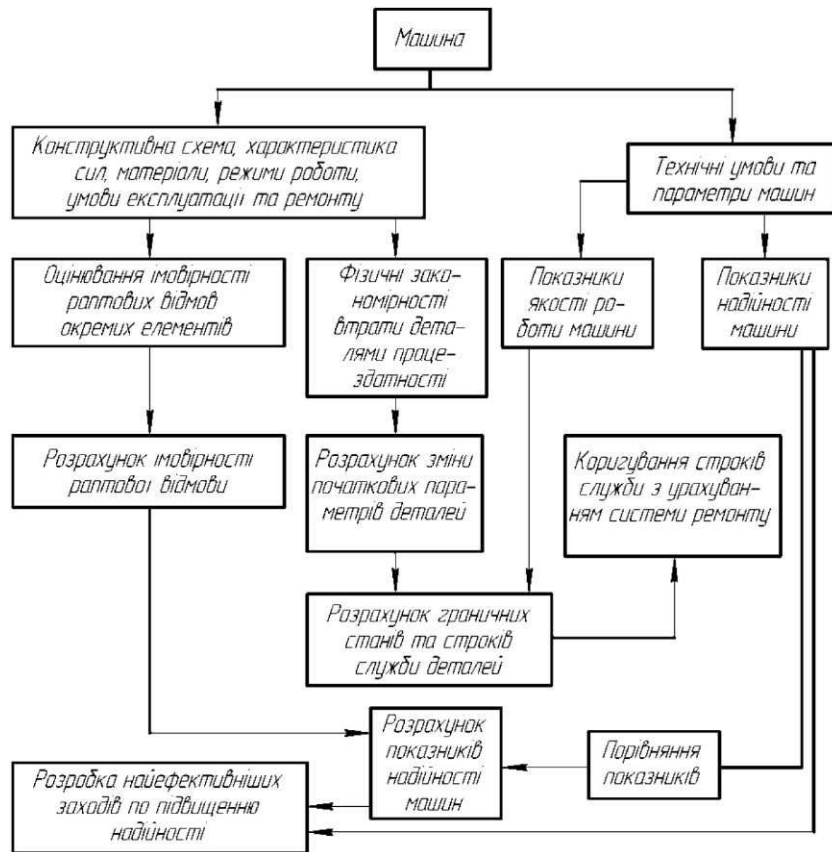 Машина
Конструктивна схема, характеристика
сил, матеріали, режими роботи,
умови експлуатації та ремонту
Технічні умови та
параметри машин
Оцінювання імовірності
раптових відмов
окремих елементів
Фізичні зако-
номірності
втрати дета-
лями праце-
здатності
Показники
якості ро-
боти машини
Показники
надійності
машини
Розрахунок імовірності
раптової відмови
Розрахунок зміни
початкових пара-
метрів деталей
Коригування строків
служби з урахуван-
ням системи ремонту
Розрахунок граничних
станів та строків
служби деталей
Розрахунок
показників
надійності
машин
Порівняння
показників
Розробка найефективніших
заходів по підвищенню
надійності